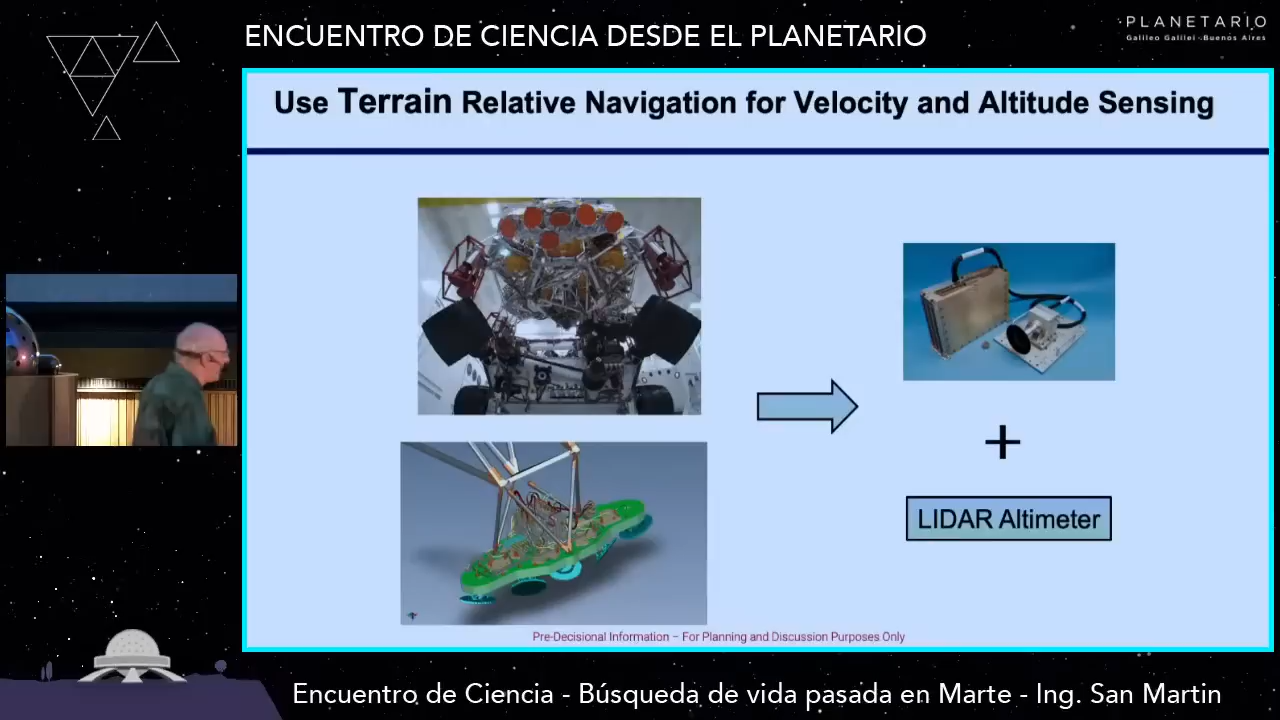 ENCUENTRO DE CIENCIA DESDE EL PLANETARIO
PLANETARIO
Galileo Galilei - Buenos Aires
Use Terrain Relative Navigation for Velocity and Altitude Sensing
+
LIDAR Altimeter
Pre-Decisional Information – For Planning and Discussion Purposes Only
Encuentro de Ciencia - Búsqueda de vida pasada en Marte - Ing. San Martin